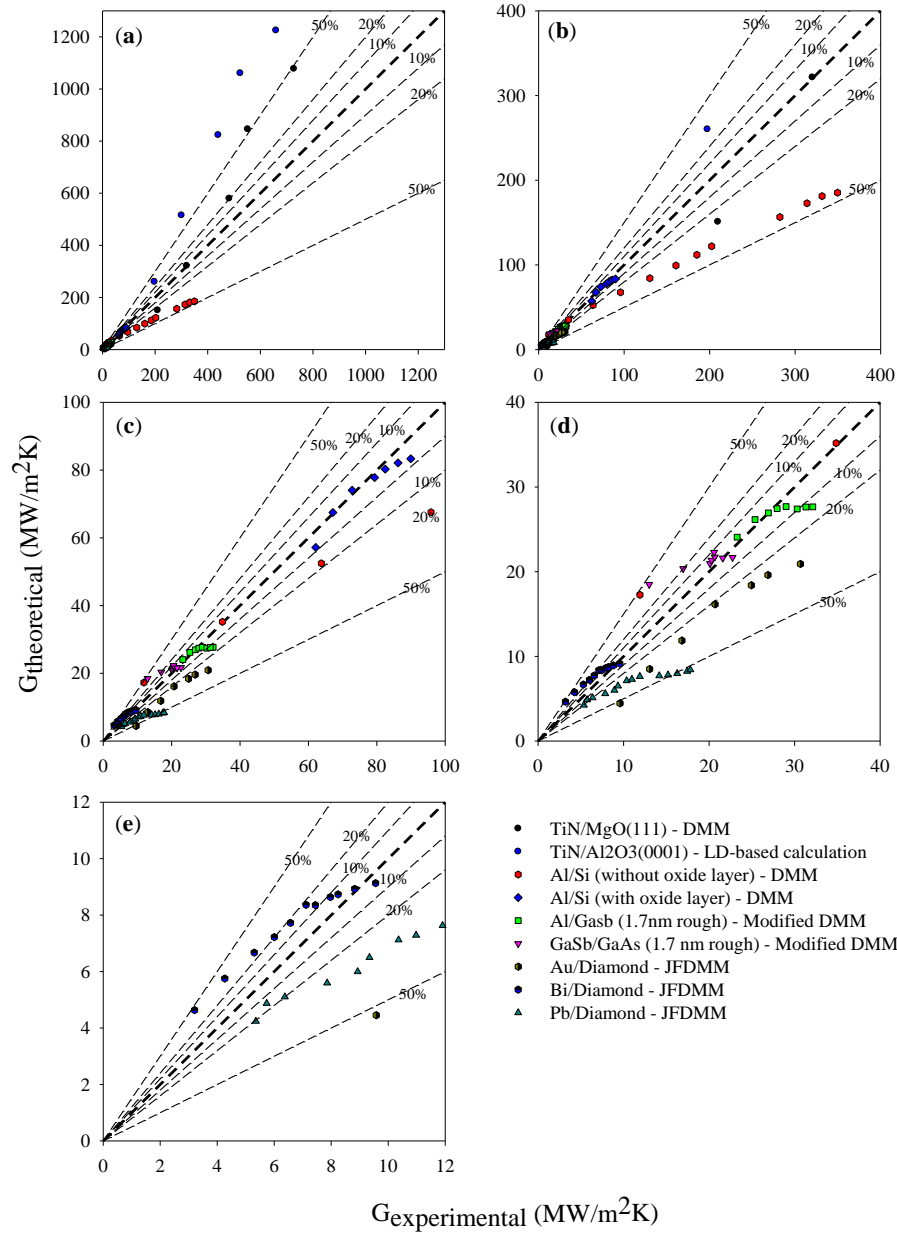 (a)
50%
20%
10%
10%
20%
50%
1200
1000
800
600
400
200
0
0 200 400 600 800 1000 1200
(b)
50%
20%
10%
10%
20%
50%
400
300
200
100
0
0 100 200 300 400
(c)
50%
20%
10%
10%
20%
50%
100
80
60
40
20
0
0 20 40 60 80 100
(d)
50%
20%
10%
10%
20%
50%
40
30
20
10
0
0 10 20 30 40
(e)
50%
20%
10%
10%
20%
50%
12
10
8
6
4
2
0
0 2 4 6 8 10 12
Gtheoretical (MW/m2K)
Gexperimental (MW/m2K)
TiN/MgO(111) - DMM
TiN/Al2O3(0001) - LD-based calculation
Al/Si (without oxide layer) - DMM
Al/Si (with oxide layer) - DMM
Al/Gasb (1.7nm rough) - Modified DMM
GaSb/GaAs (1.7 nm rough) - Modified DMM
Au/Diamond - JFDMM
Bi/Diamond - JFDMM
Pb/Diamond - JFDMM